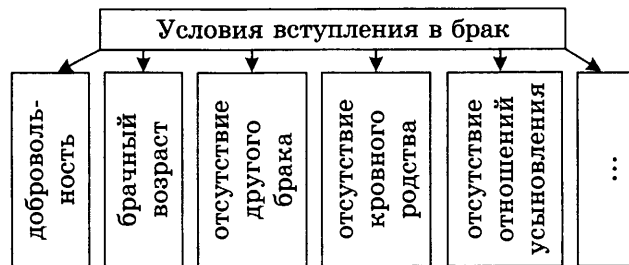 Условия вступления в брак
доброволь-
ность
брачный
возраст
отсутствие
другого
брака
отсутствие
кровного
родства
отсутствие
отношений
усыновления
...